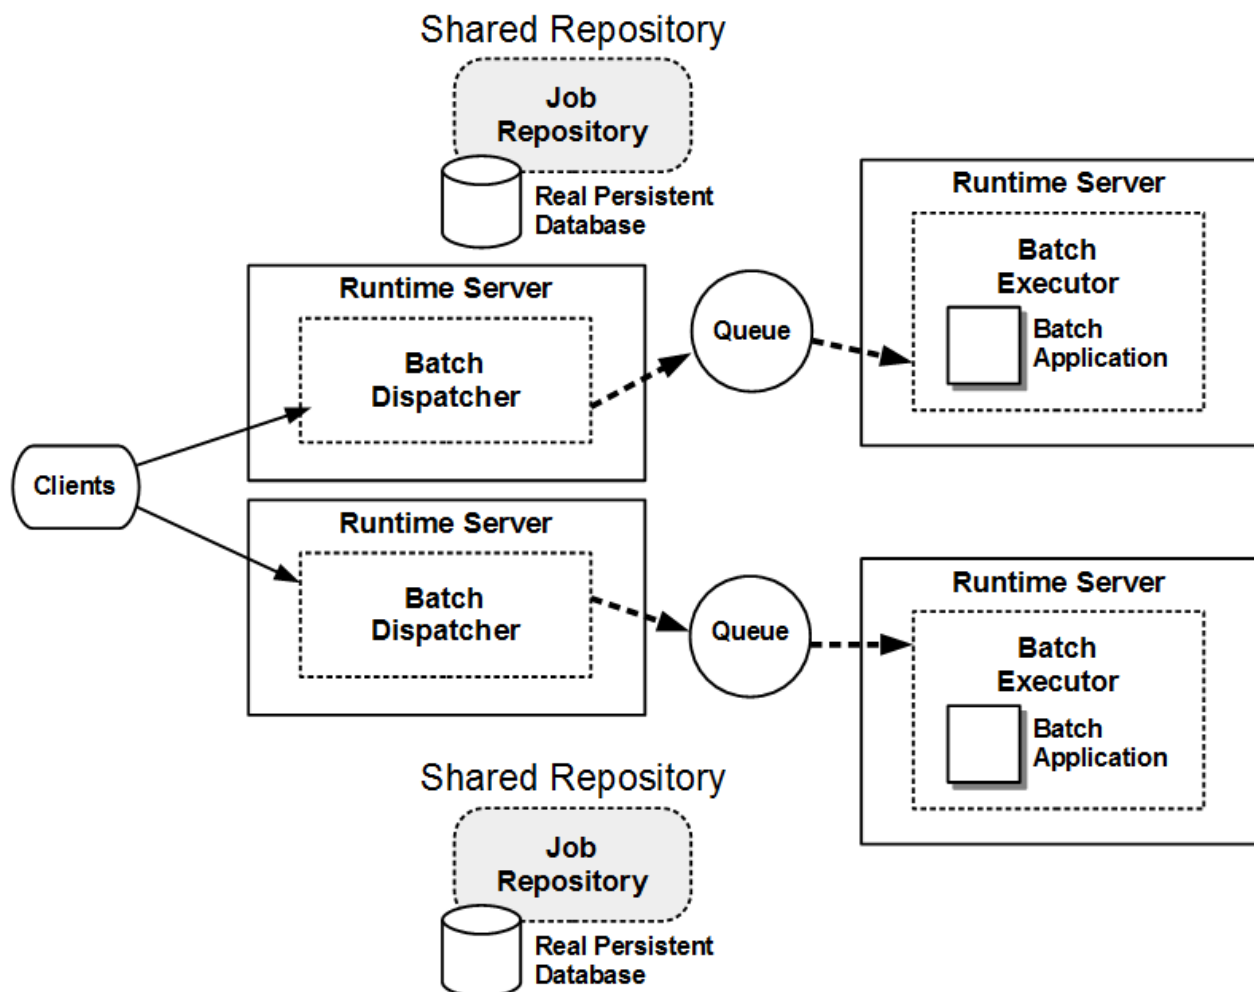 Shared Repository
Job
Repository
Real Persistent
Database
Runtime Server
Batch
Dispatcher
Queue
Runtime Server
Batch
Executor
Batch
Application
Clients
Runtime Server
Batch
Dispatcher
Queue
Runtime Server
Batch
Executor
Batch
Application
Shared Repository
Job
Repository
Real Persistent
Database